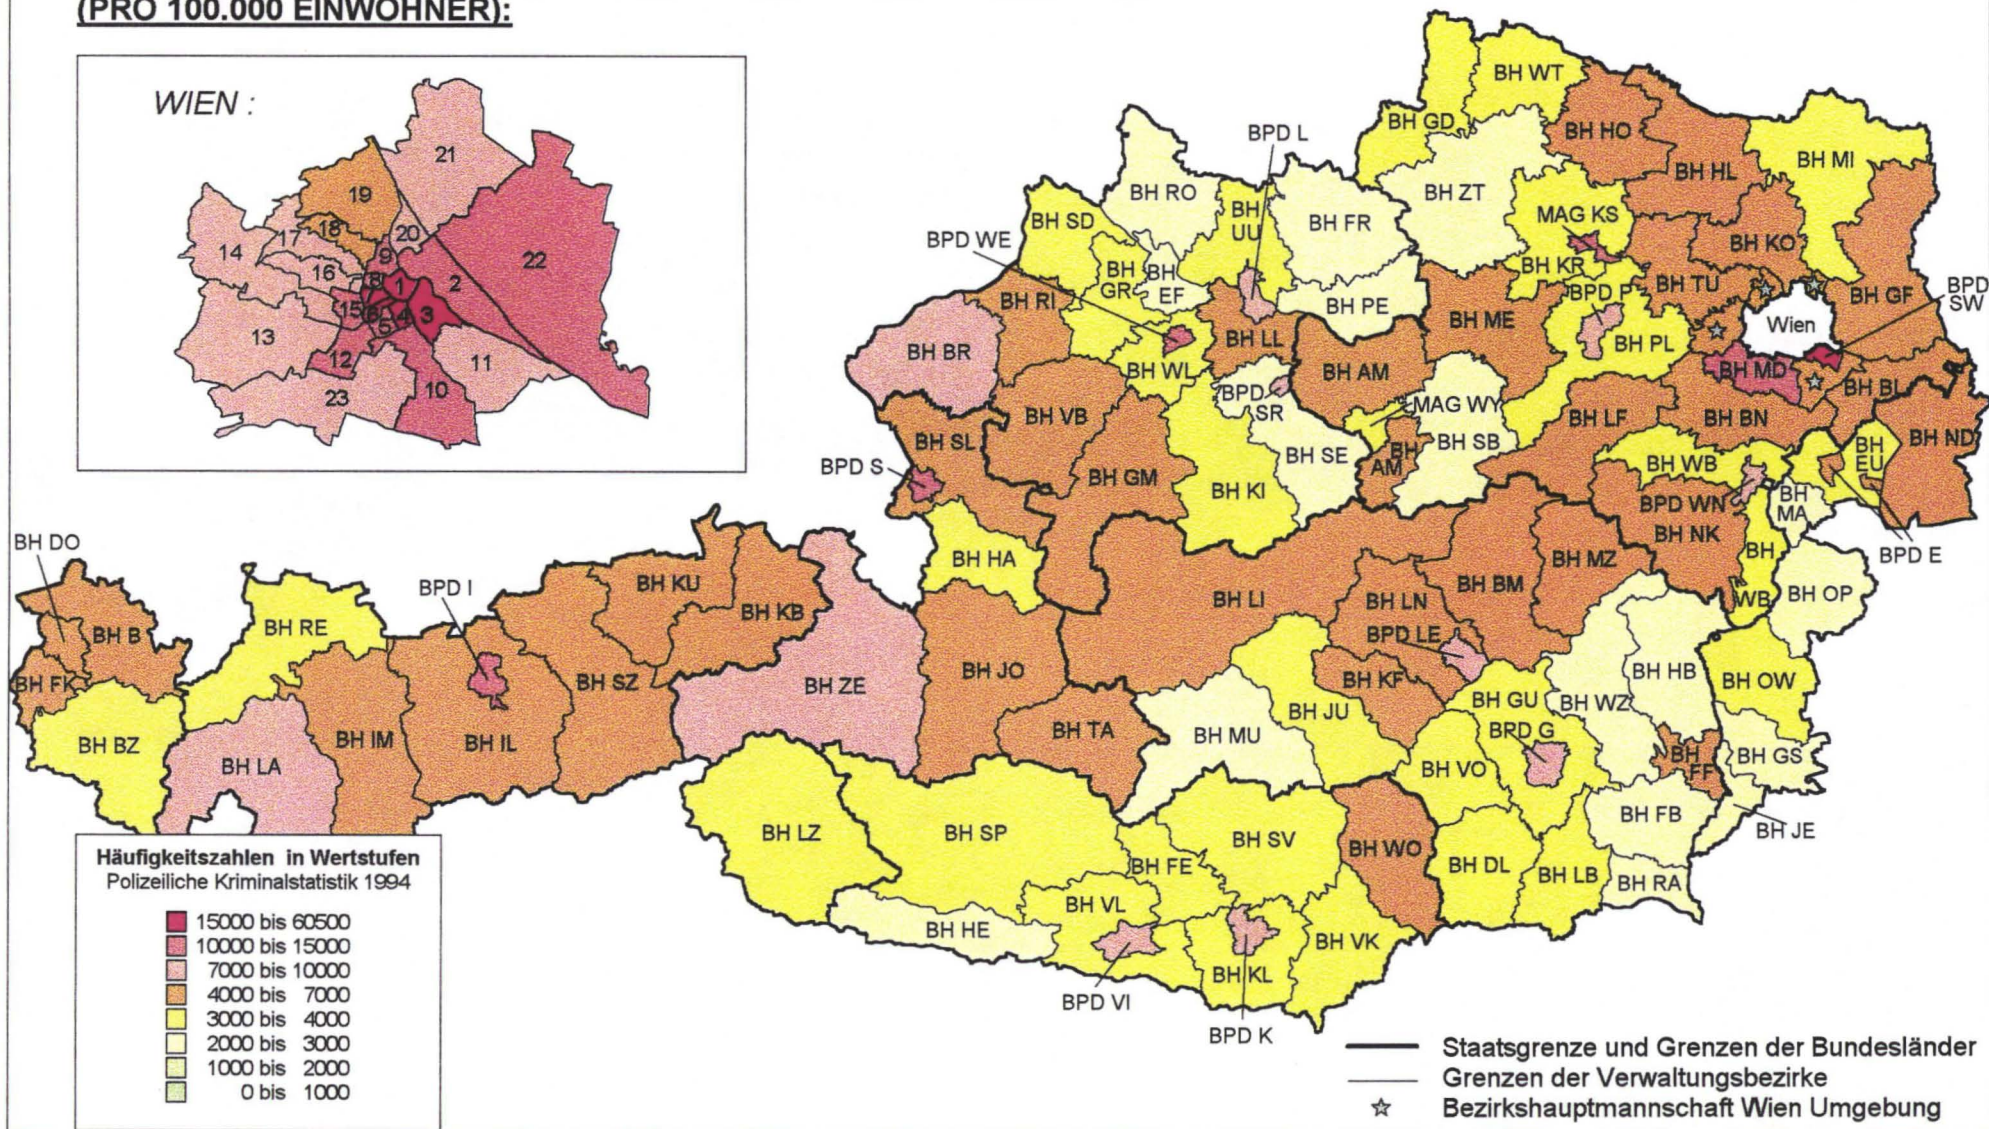 (PRO 100.000 EINWOHNER):
WIEN :
21
19
22
18
17
20
14
9
16
8
1
2
15
6
4
3
5
13
12
11
10
23
BH WT
BH GD
BPD L
BH HO
BH MI
BH HL
BH RO
BH ZT
BH SD
BH UU
BH FR
MAG KS
BPD WE
BH KO
BH GR
BH EF
BH KR
BH TU
BH RI
BH PE
BPD P
BH GF
BPD SW
BH ME
Wien
BH BR
BH LL
BH PL
BH WL
BH AM
BH MD
BH BL
BPD SR
MAG WY
BH VB
BH LF
BH BN
BH SL
BH SB
BH ND
BH AM
BH EU
BPD S
BH SE
BH WB
BH GM
BH KI
BPD WN
BH MA
BH NK
BH DO
BH HA
BH WB
BPD E
BPD I
BH KU
BH BM
BH MZ
BH KB
BH LI
BH LN
BH OP
BH B
BH RE
BPD LE
BH FK
BH SZ
BH ZE
BH JO
BH KF
BH HB
BH OW
BH GU
BH WZ
BH BZ
BH IM
BH IL
BH TA
BH JU
BH MU
BPD G
BH LA
BH VO
BH FF
BH GS
BH LZ
BH SP
BH SV
BH WO
BH FB
BH JE
BH FE
BH DL
BH LB
BH RA
BH VL
BH HE
BH VK
BH KL
BPD VI
BPD K
Häufigkeitszahlen in Wertstufen
Polizeiliche Kriminalstatistik 1994
15000 bis 60500
10000 bis 15000
7000 bis 10000
4000 bis 7000
3000 bis 4000
2000 bis 3000
1000 bis 2000
0 bis 1000
Staatsgrenze und Grenzen der Bundesländer
Grenzen der Verwaltungsbezirke
Bezirkshauptmannschaft Wien Umgebung